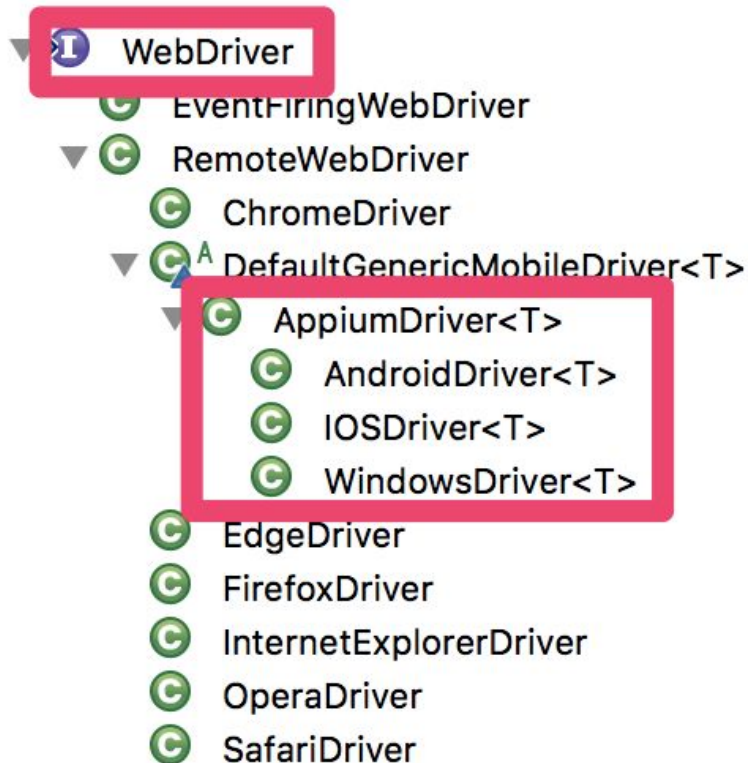 I WebDriver
C EventFiringWebDriver
C RemoteWebDriver
C ChromeDriver
C A DefaultGenericMobileDriver<T>
C AppiumDriver<T>
C AndroidDriver<T>
C IOSDriver<T>
C WindowsDriver<T>
C EdgeDriver
C FirefoxDriver
C InternetExplorerDriver
C OperaDriver
C SafariDriver